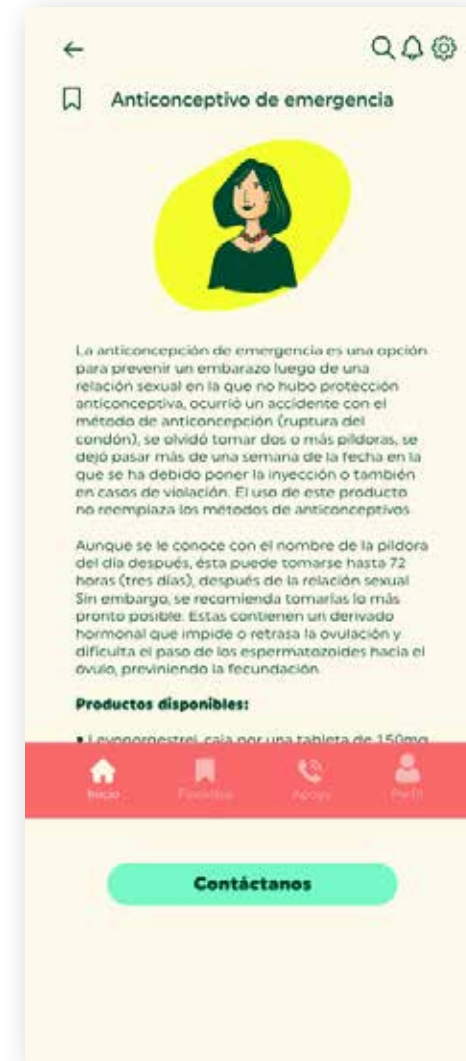 Anticonceptivo de emergencia
La anticoncepción de emergencia es una opción
para prevenir un embarazo luego de una
relación sexual en la que no hubo protección
anticonceptiva, ocurrió un accidente con el
método de anticoncepción (ruptura del
condón), se olvidó tomar dos o más píldoras, se
dejó pasar más de una semana de la fecha en la
que se ha debido poner la inyección o también
en casos de violación. El uso de este producto
no reemplaza los métodos de anticonceptivos.
Aunque se le conoce con el nombre de la píldora
del día después, ésta puede tomarse hasta 72
horas (tres días), después de la relación sexual.
Sin embargo, se recomienda tomarlas lo más
pronto posible. Estas contienen un derivado
hormonal que impide o retrasa la ovulación y
dificulta el paso de los espermatozoides hacia el
óvulo, previniendo la fecundación.
Productos disponibles:
• Levonorgestrel, caja por una tableta de 150mg
Inicio Favoritos Apoyo Perfil
Contáctanos